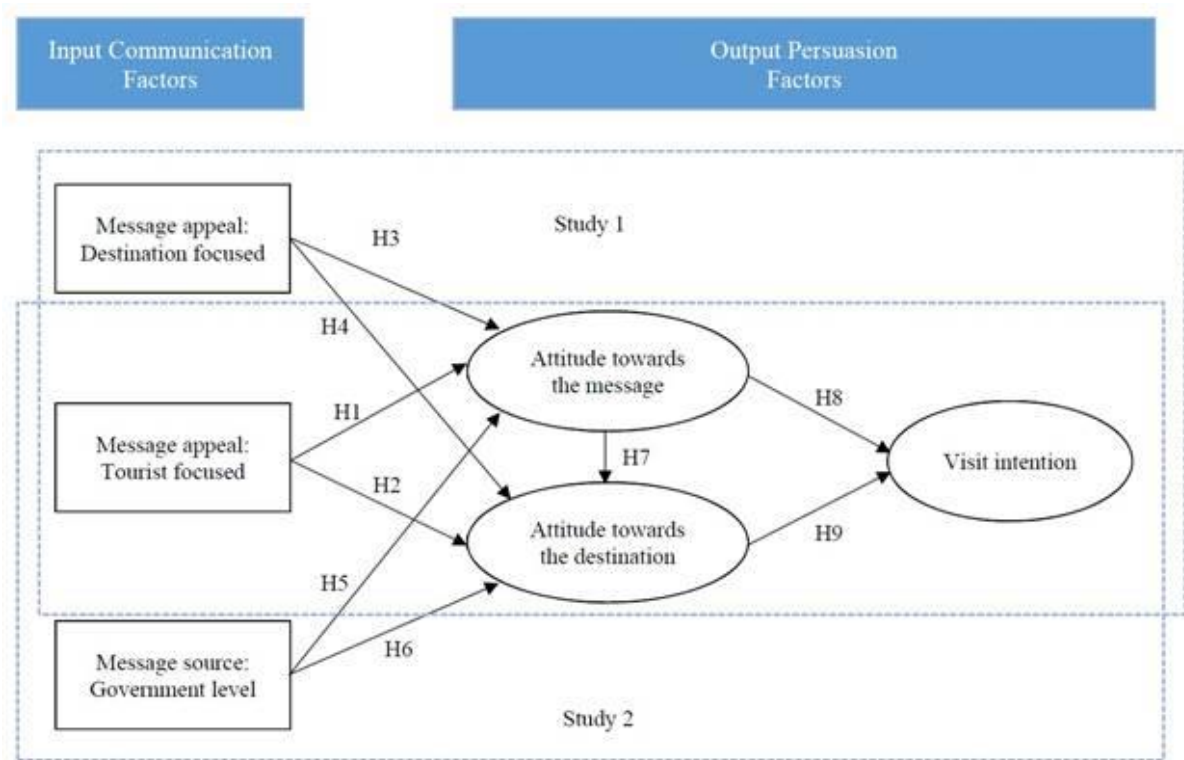 Input Communication
Factors
Output Persuasion
Factors
Message appeal:
Destination focused
Study 1
H3
H4
Attitude towards
the message
H1
H8
Message appeal:
Tourist focused
H7
Visit intention
H2
Attitude towards
the destination
H9
H5
H6
Message source:
Government level
Study 2